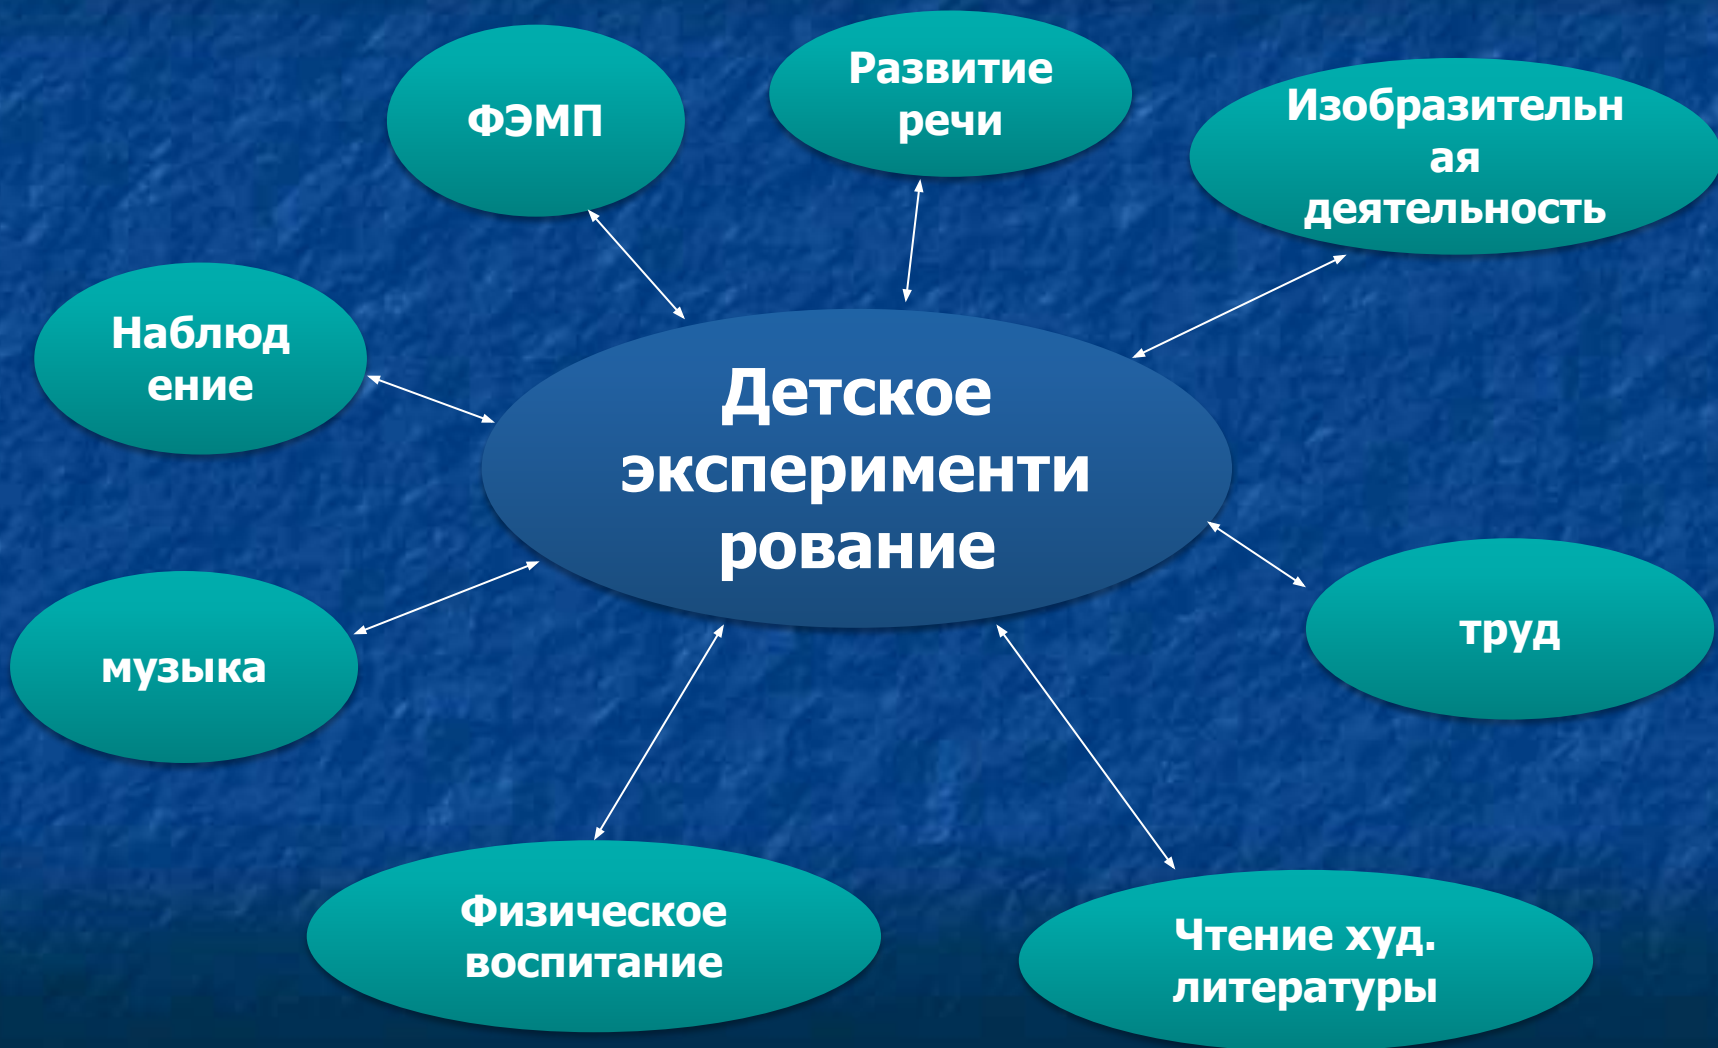 ФЭМП
Развитие
речи
Изобразительн
ая
деятельность
Наблюд
ение
Детское
эксперименти
рование
музыка
труд
Физическое
воспитание
Чтение худ.
литературы